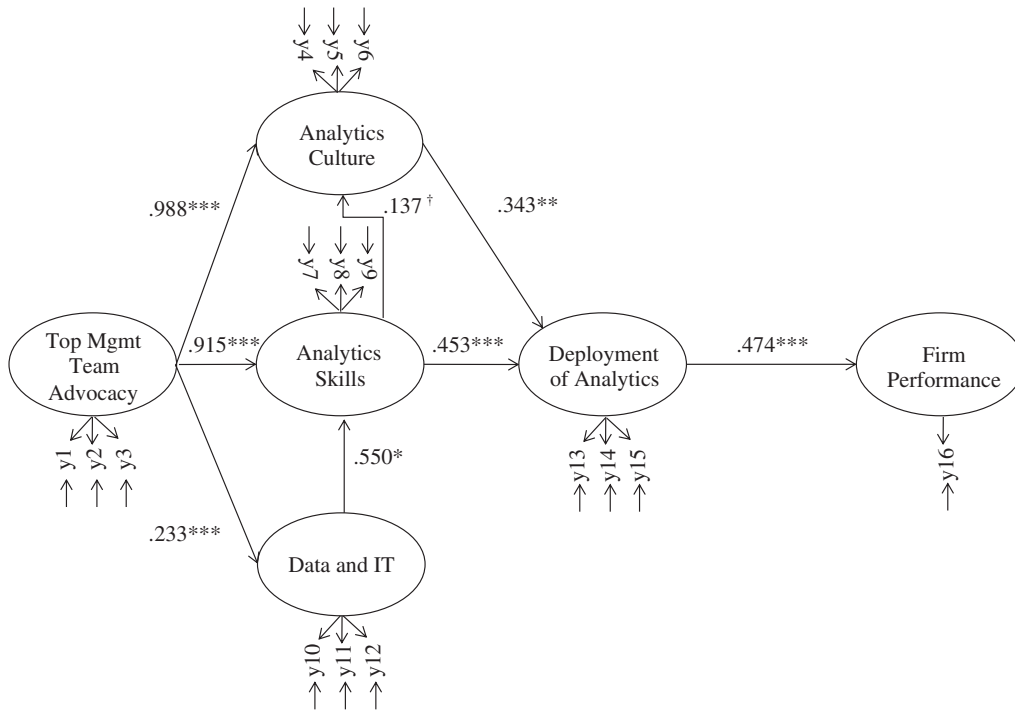 y4
y5
y6
Analytics
Culture
.988***
.137 †
.343**
y7
y8
y9
Top Mgmt
Team
Advocacy
.915***
Analytics
Skills
.453***
Deployment
of Analytics
.474***
Firm
Performance
y1
y2
y3
.550*
y13
y14
y15
y16
.233***
Data and IT
y10
y11
y12